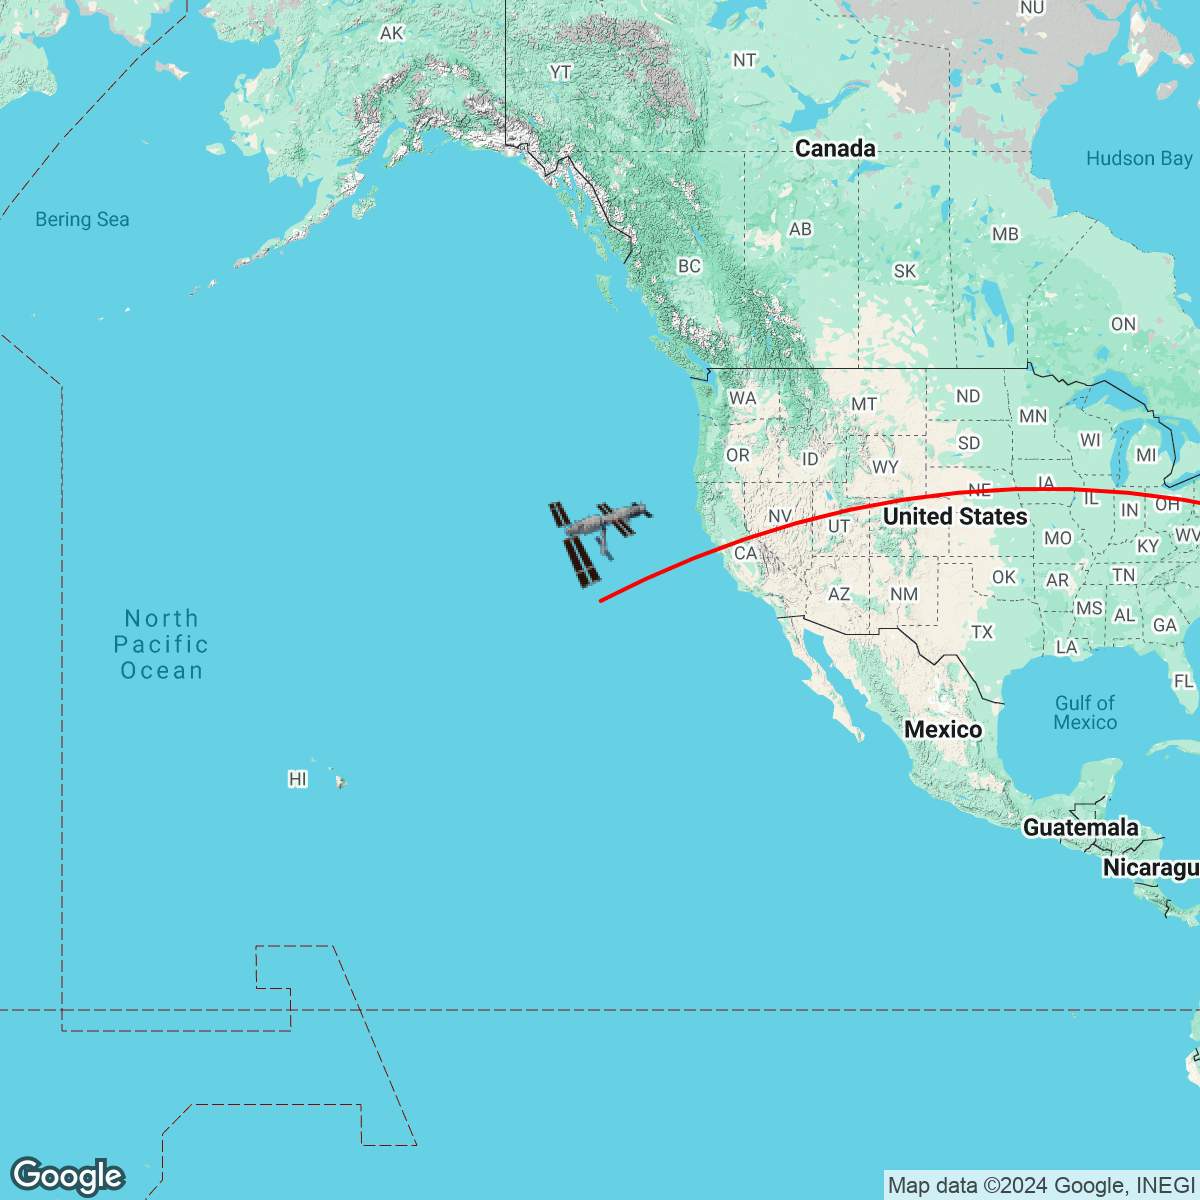 NU
AK
NT
YT
Canada
Hudson Bay
Bering Sea
AB
MB
BC
SK
ON
WA
MT
ND
MN
WI
OR
ID
WY
SD
MI
NE
IA
IL
NV
UT
United States
IN
OH
CA
MO
KY
WV
AZ
NM
OK
AR
TN
MS
AL
GA
TX
LA
FL
North
Pacific
Ocean
Gulf of
Mexico
Mexico
HI
Guatemala
Nicaragu
Google
Map data ©2024 Google, INEGI